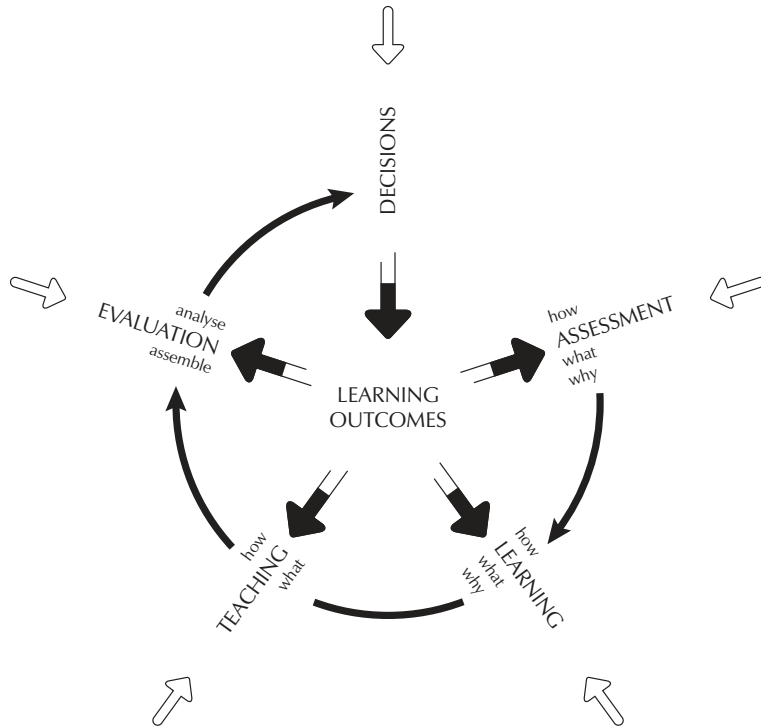 DECISIONS
how
ASSESSMENT
what
why
analyse
EVALUATION
assemble
LEARNING
OUTCOMES
how
TEACHING
what
how
LEARNING
what
why